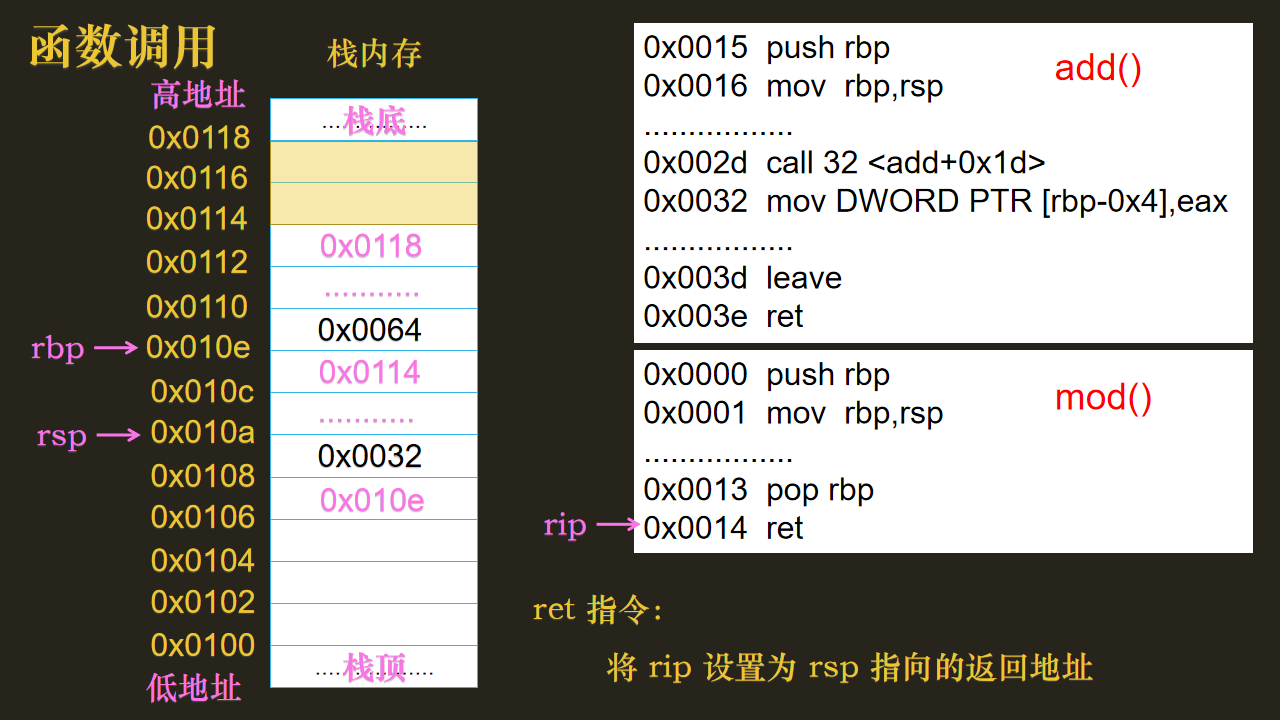 函数调用
栈内存
高地址
0x0118
0x0116
0x0114
0x0112
0x0110
rbp
0x010e
0x010c
rsp
0x010a
0x0108
0x0106
0x0104
0x0102
0x0100
低地址
栈底
0x0118
...........
0x0064
0x0114
...........
0x0032
0x010e
栈顶
0x0015 push rbp
add()
0x0016 mov rbp,rsp
.................
0x002d call 32 <add+0x1d>
0x0032 mov DWORD PTR [rbp-0x4],eax
.................
0x003d leave
0x003e ret
0x0000 push rbp
mod()
0x0001 mov rbp,rsp
.................
0x0013 pop rbp
rip
0x0014 ret
ret 指令:
将 rip 设置为 rsp 指向的返回地址